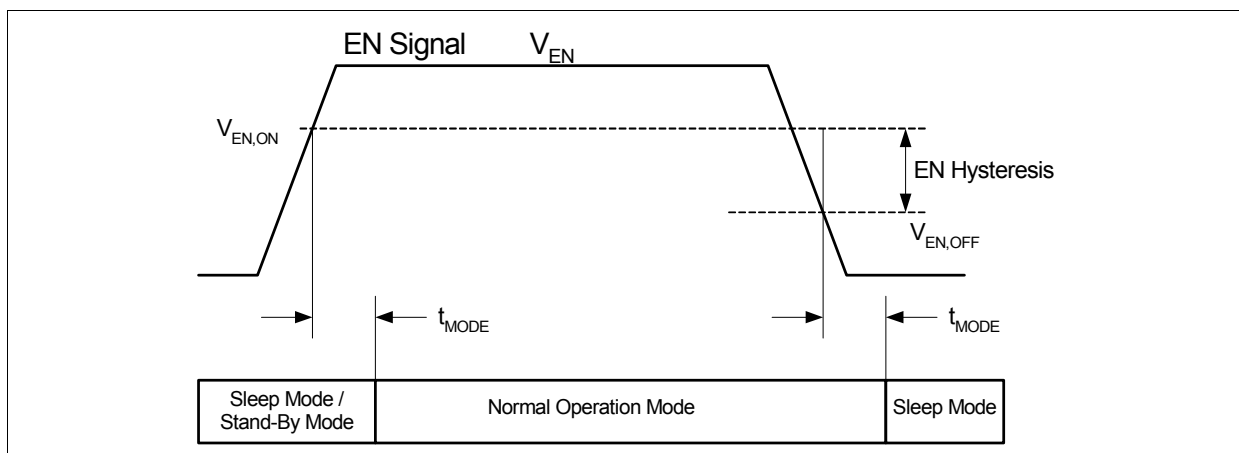 EN Signal V_EN
V_EN,ON
EN Hysteresis
V_EN,OFF
t_MODE
t_MODE
Sleep Mode /
Stand-By Mode
Normal Operation Mode
Sleep Mode